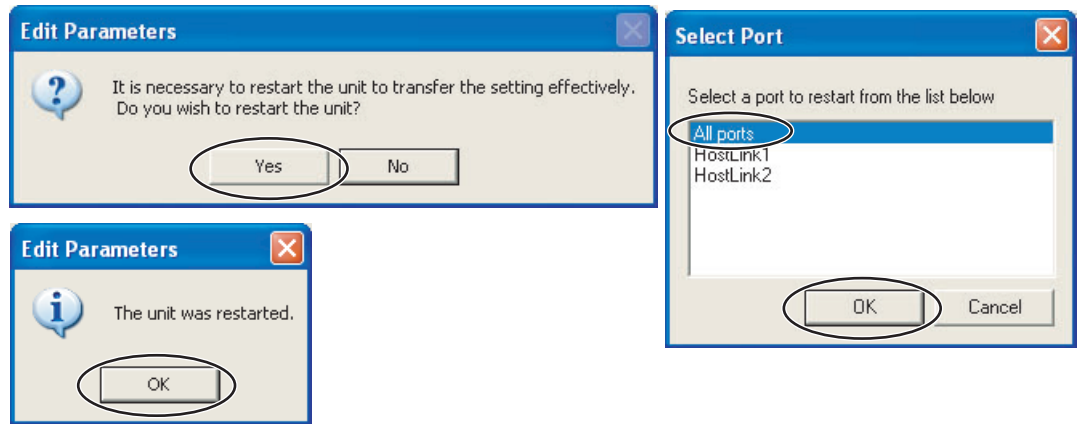 Edit Parameters
It is necessary to restart the unit to transfer the setting effectively.
Do you wish to restart the unit?
Yes
No
Select Port
Select a port to restart from the list below
All ports
HostLink1
HostLink2
OK
Cancel
Edit Parameters
The unit was restarted.
OK